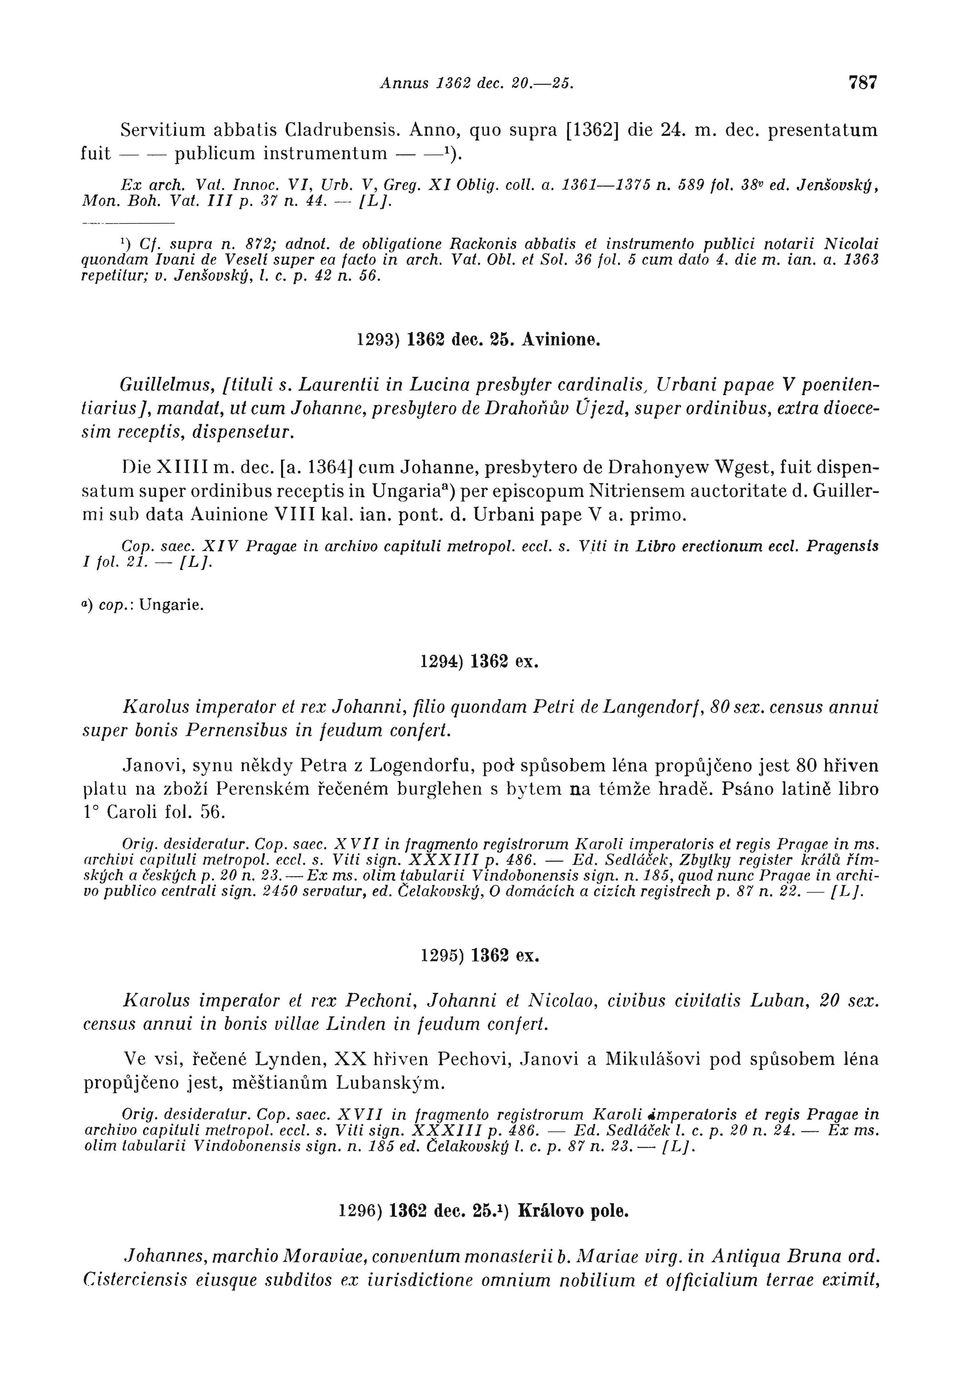 Annus 1362 dec. 20.—25. 787
Servitium abbatis Cladrubensis. Anno, quo supra [1362] die 24. m. dec. presentatum
fuit — — publicum instrumentum — —¹).
Ex arch. Vat. Innoc. VI, Urb. V, Greg. XI Oblig. coll. a. 1361—1375 n. 589 fol. 38ᵛ ed. Jenšovský,
Mon. Boh. Vat. III p. 37 n. 44. — [L].
¹) Cf. supra n. 872; adnot. de obligatione Rackonis abbatis et instrumento publici notarii Nicolai
quondam Ivani de Veselí super ea facto in arch. Vat. Obl. et Sol. 36 fol. 5 cum dato 4. die m. ian. a. 1363
repetitur; v. Jenšovský, l. c. p. 42 n. 56.
1293) 1362 dec. 25. Avinione.
Guillelmus, [tituli s. Laurentii in Lucina presbyter cardinalis, Urbani papae V poeniten-
tiarius], mandat, ut cum Johanne, presbytero de Drahoňův Újezd, super ordinibus, extra dioece-
sim receptis, dispensetur.
Die XIIII m. dec. [a. 1364] cum Johanne, presbytero de Drahonyew Wgest, fuit dispen-
satum super ordinibus receptis in Ungariaᵃ) per episcopum Nitriensem auctoritate d. Guiller-
mi sub data Auinione VIII kal. ian. pont. d. Urbani pape V a. primo.
Cop. saec. XIV Pragae in archivo capituli metropol. eccl. s. Viti in Libro erectionum eccl. Pragensis
I fol. 21. — [L].
ᵃ) cop.: Ungarie.
1294) 1362 ex.
Karolus imperator et rex Johanni, filio quondam Petri de Langendorf, 80 sex. census annui
super bonis Pernensibus in feudum confert.
Janovi, synu někdy Petra z Logendorfu, pod spůsobem léna propůjčeno jest 80 hřiven
platu na zboží Perenském řečeném burglehen s bytem na témže hradě. Psáno latině libro
1° Caroli fol. 56.
Orig. desideratur. Cop. saec. XVII in fragmento registrorum Karoli imperatoris et regis Pragae in ms.
archivi capituli metropol. eccl. s. Viti sign. XXXIII p. 486. — Ed. Sedláček, Zbytky register králů řím-
ských a českých p. 20 n. 23. — Ex ms. olim tabularii Vindobonensis sign. n. 185, quod nunc Pragae in archi-
vo publico centrali sign. 2450 servatur, ed. Čelakovský, O domácích a cizích registrech p. 87 n. 22. — [L].
1295) 1362 ex.
Karolus imperator et rex Pechoni, Johanni et Nicolao, civibus civitatis Luban, 20 sex.
census annui in bonis villae Linden in feudum confert.
Ve vsi, řečené Lynden, XX hřiven Pechovi, Janovi a Mikulášovi pod spůsobem léna
propůjčeno jest, měštianům Lubanským.
Orig. desideratur. Cop. saec. XVII in fragmento registrorum Karoli imperatoris et regis Pragae in
archivo capituli metropol. eccl. s. Viti sign. XXXIII p. 486. — Ed. Sedláček l. c. p. 20 n. 24. — Ex ms.
olim tabularii Vindobonensis sign. n. 185 ed. Čelakovský l. c. p. 87 n. 23. — [L].
1296) 1362 dec. 25.¹) Královo pole.
Johannes, marchio Moraviae, conventum monasterii b. Mariae virg. in Antiqua Bruna ord.
Cisterciensis eiusque subditos ex iurisdictione omnium nobilium et officialium terrae eximit,